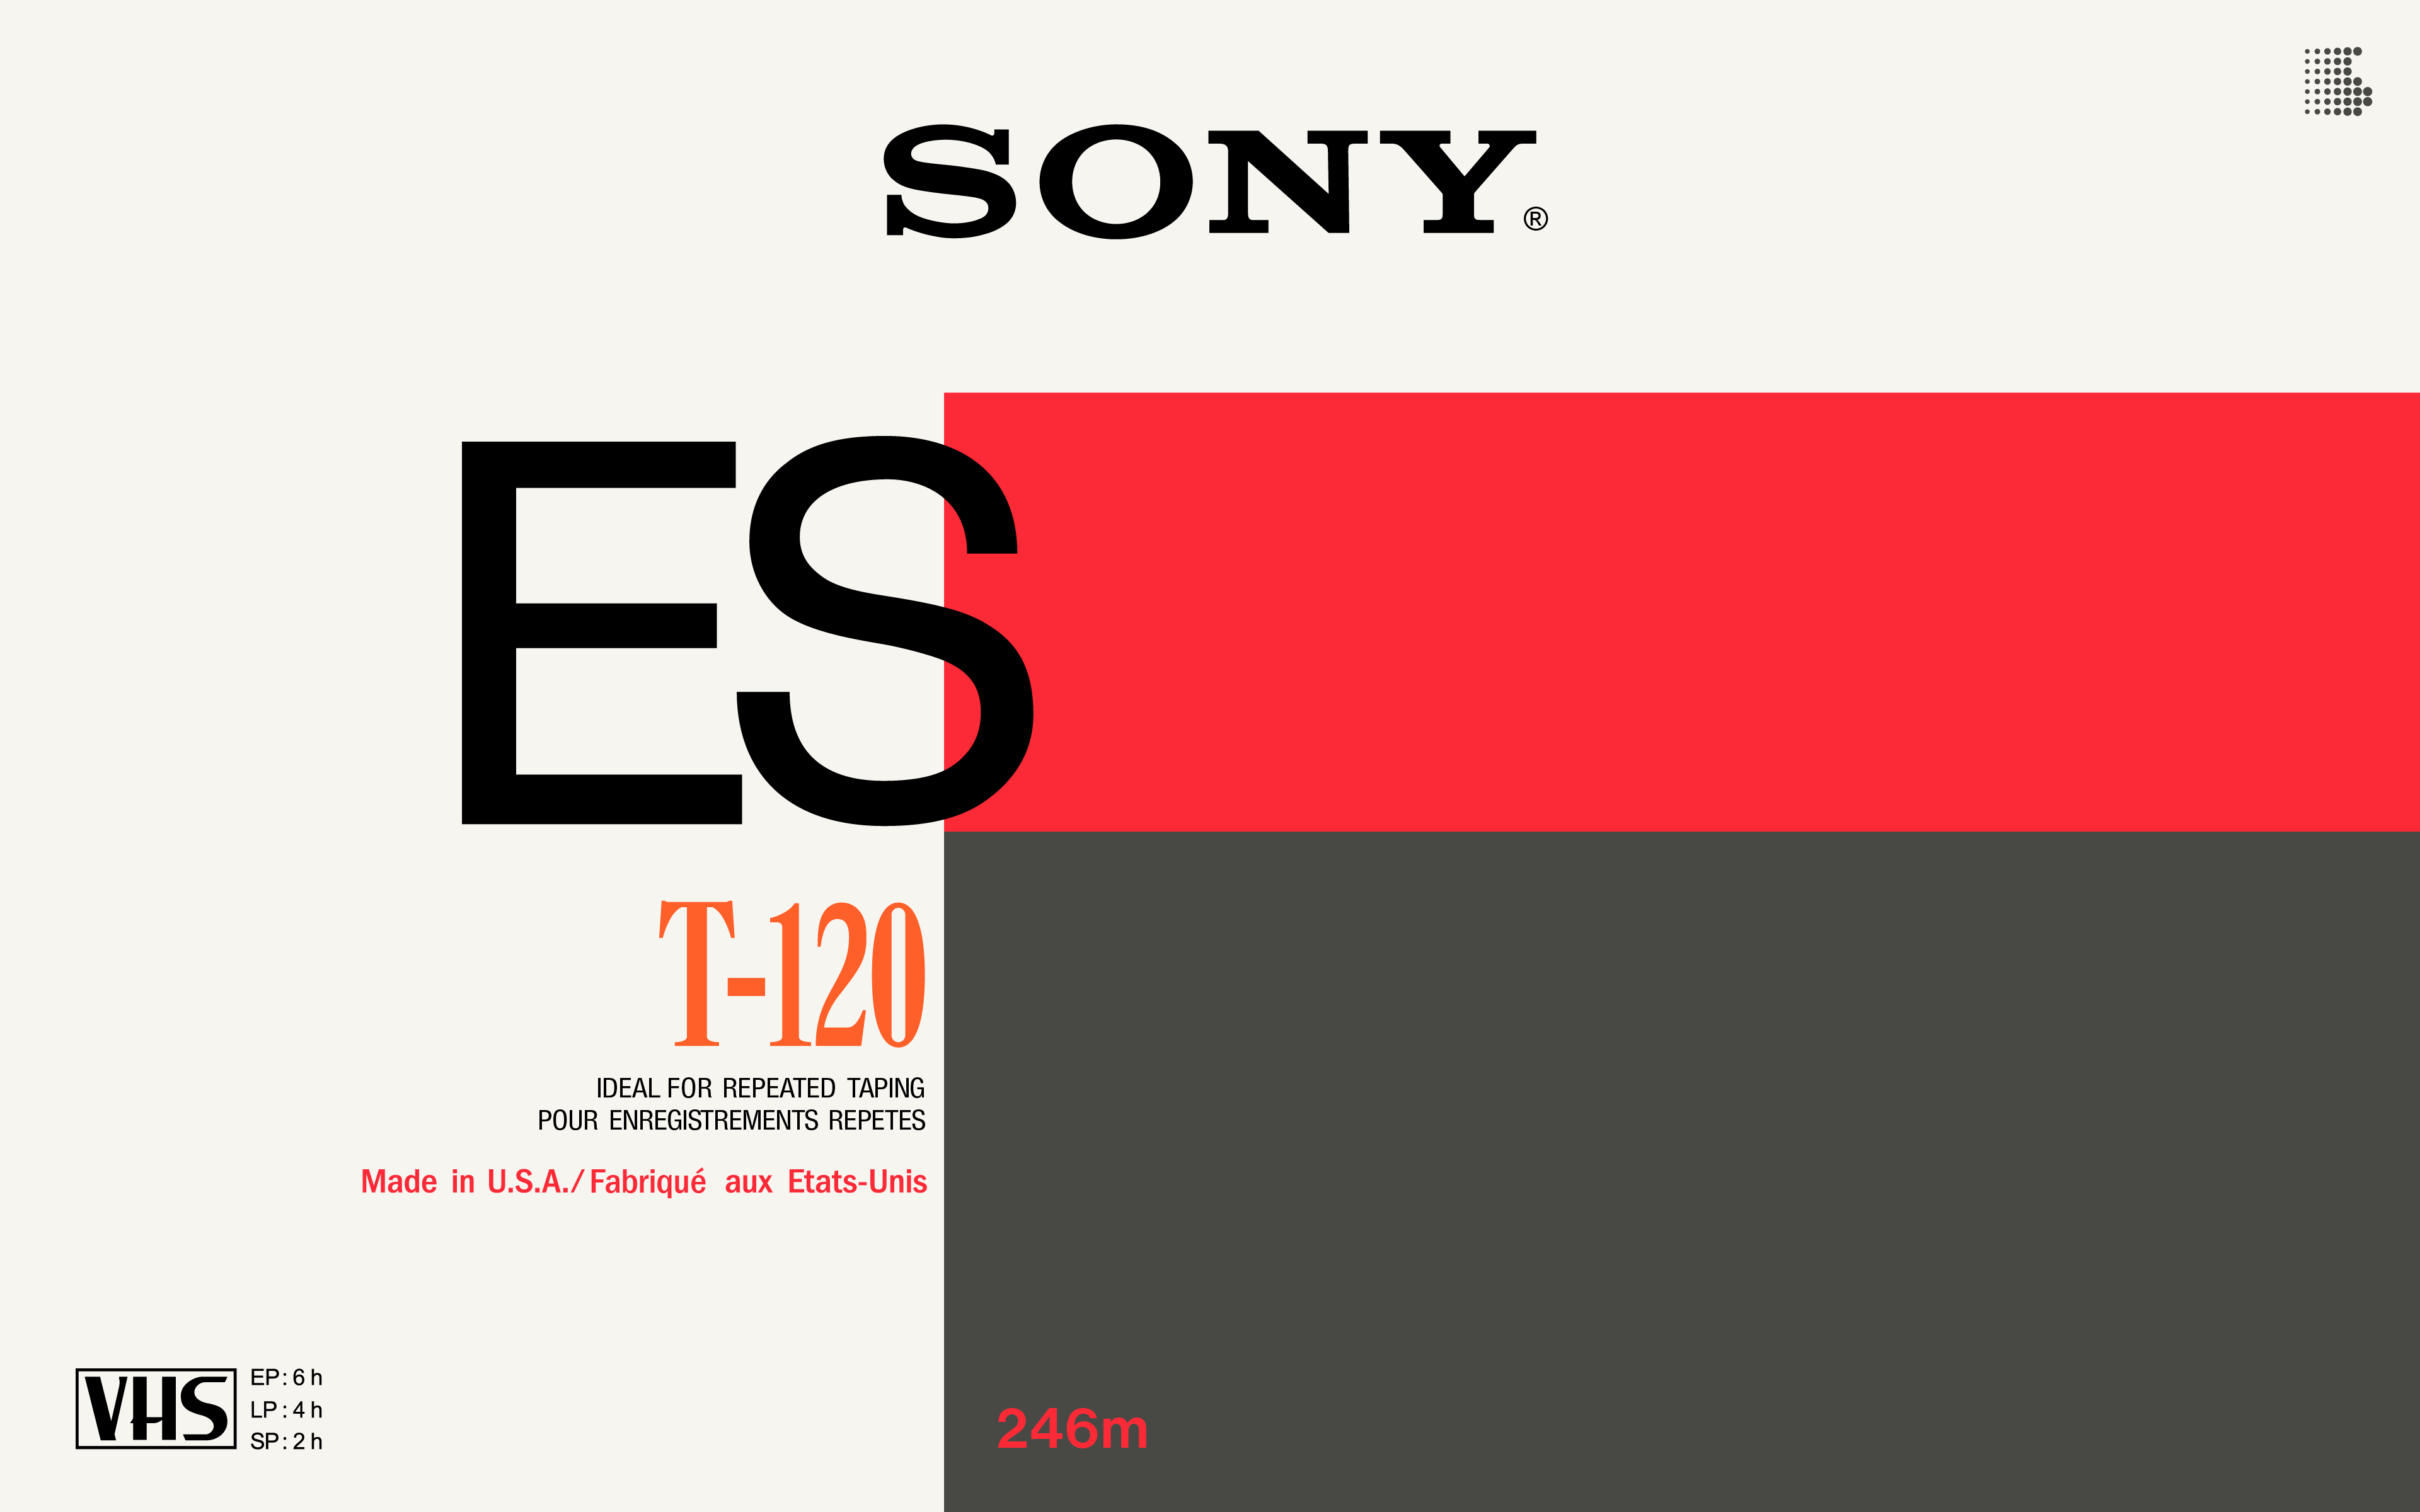 SONY®
ES
T-120
IDEAL FOR REPEATED TAPING
POUR ENREGISTREMENTS REPETES
Made in U.S.A./Fabriqué aux Etats-Unis
VHS
EP: 6 h
LP: 4 h
SP: 2 h
246m